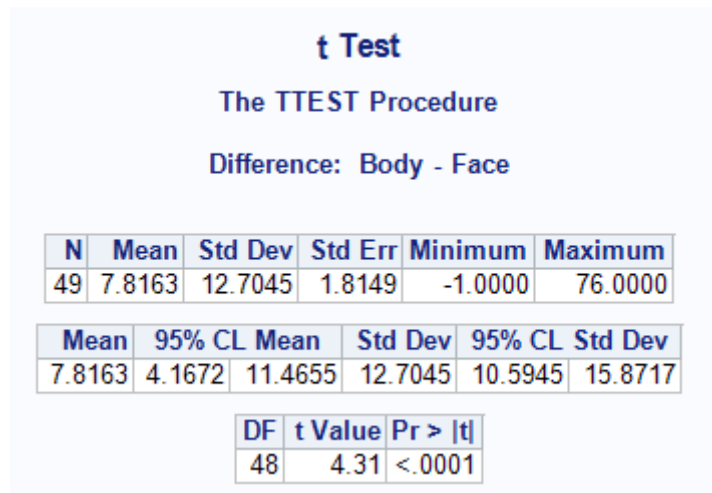 t Test
The TTEST Procedure
Difference: Body - Face
N Mean Std Dev Std Err Minimum Maximum
49 7.8163 12.7045 1.8149 -1.0000 76.0000
Mean 95% CL Mean Std Dev 95% CL Std Dev
7.8163 4.1672 11.4655 12.7045 10.5945 15.8717
DF t Value Pr > |t|
48 4.31 <.0001